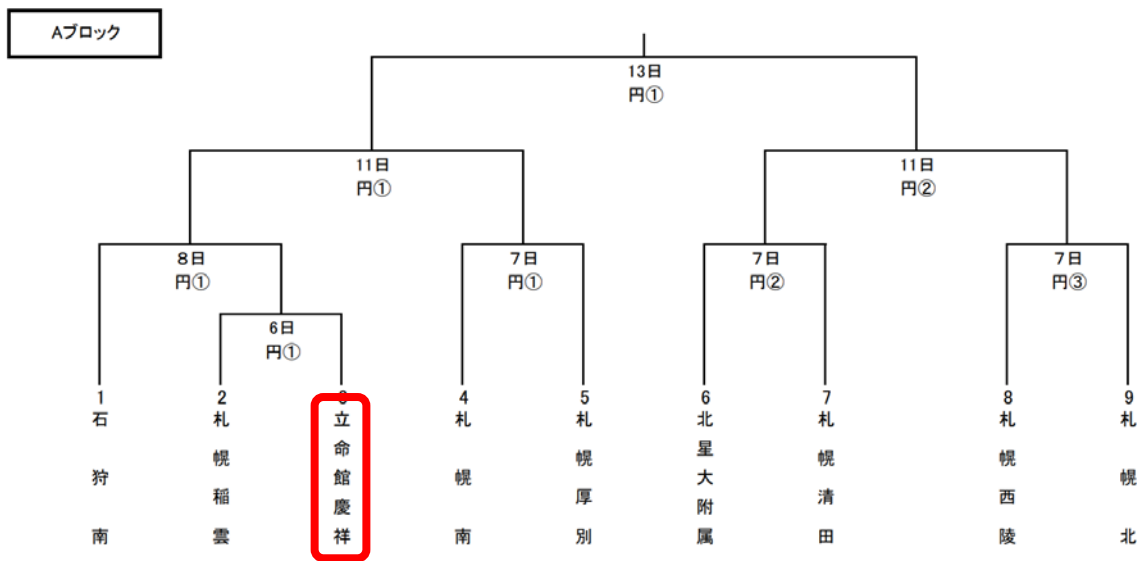 Aブロック
13日
円①
11日
円①
11日
円②
8日
円①
7日
円①
7日
円②
7日
円③
6日
円①
1
石狩南
2
札幌稲雲
立命館慶祥
4
札幌南
5
札幌厚別
6
北星大附属
7
札幌清田
8
札幌西陵
9
札幌北